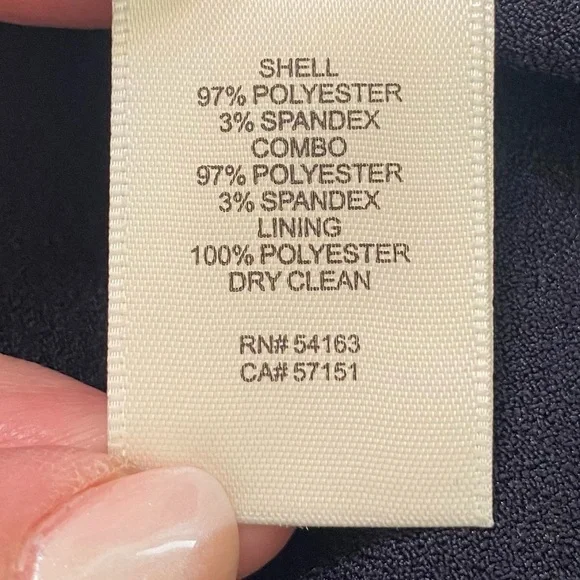 SHELL
97% POLYESTER
3% SPANDEX
COMBO
97% POLYESTER
3% SPANDEX
LINING
100% POLYESTER
DRY CLEAN
RN# 54163
CA# 57151